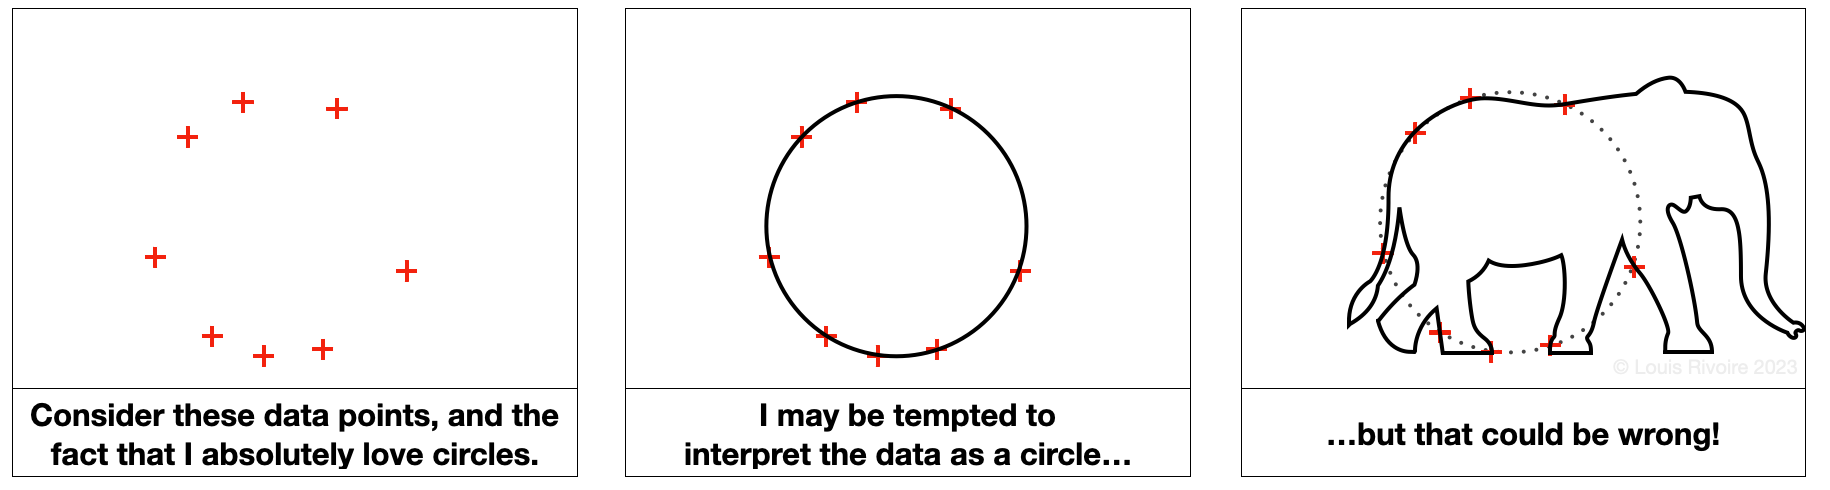 Consider these data points, and the
fact that I absolutely love circles.
I may be tempted to
interpret the data as a circle...
© Louis Rivoire 2023
...but that could be wrong!